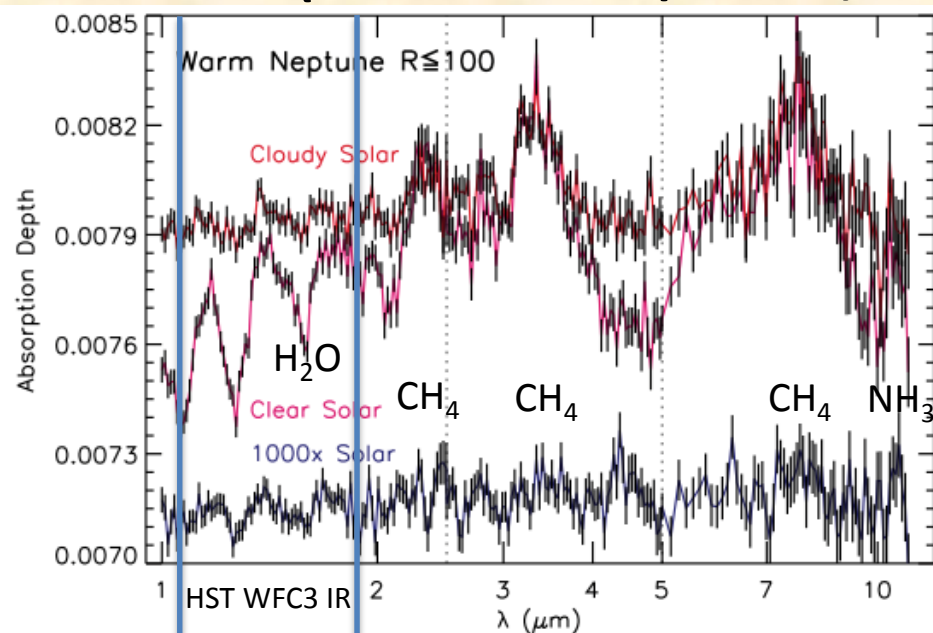 0.0085
Warm Neptune R≦100
0.0082
Cloudy Solar
0.0079
0.0076
H₂O
CH₄ CH₄ CH₄ NH₃
Clear Solar
1000x Solar
0.0073
0.0070
Absorption Depth
1 2 3 4 5 7 10
HST WFC3 IR
λ (μm)